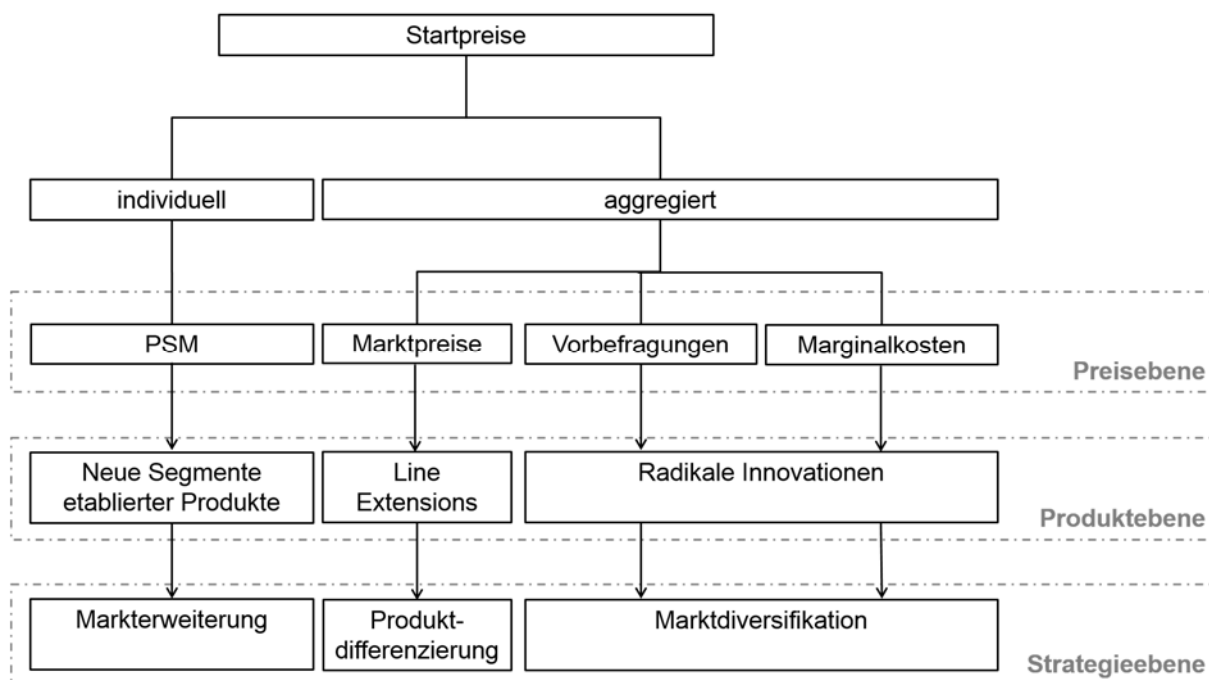 Startpreise
individuell
aggregiert
PSM
Marktpreise
Vorbefragungen
Marginalkosten
Preisebene
Neue Segmente
etablierter Produkte
Line
Extensions
Radikale Innovationen
Produktebene
Markterweiterung
Produkt-
differenzierung
Marktdiversifikation
Strategieebene